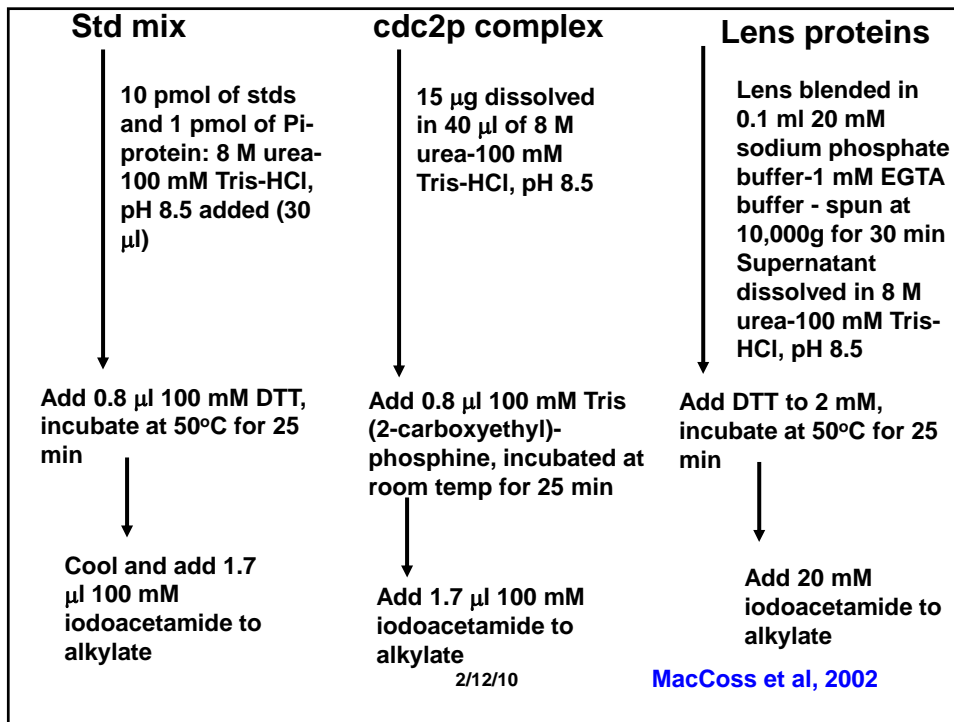 Std mix
10 pmol of stds
and 1 pmol of Pi-
protein: 8 M urea-
100 mM Tris-HCl,
pH 8.5 added (30
μl)
Add 0.8 μl 100 mM DTT,
incubate at 50ºC for 25
min
Cool and add 1.7
μl 100 mM
iodoacetamide to
alkylate
cdc2p complex
15 μg dissolved
in 40 μl of 8 M
urea-100 mM
Tris-HCl, pH 8.5
Add 0.8 μl 100 mM Tris
(2-carboxyethyl)-
phosphine, incubated at
room temp for 25 min
Add 1.7 μl 100 mM
iodoacetamide to
alkylate
Lens proteins
Lens blended in
0.1 ml 20 mM
sodium phosphate
buffer-1 mM EGTA
buffer - spun at
10,000g for 30 min
Supernatant
dissolved in 8 M
urea-100 mM Tris-
HCl, pH 8.5
Add DTT to 2 mM,
incubate at 50ºC for 25
min
Add 20 mM
iodoacetamide to
alkylate
2/12/10
MacCoss et al, 2002